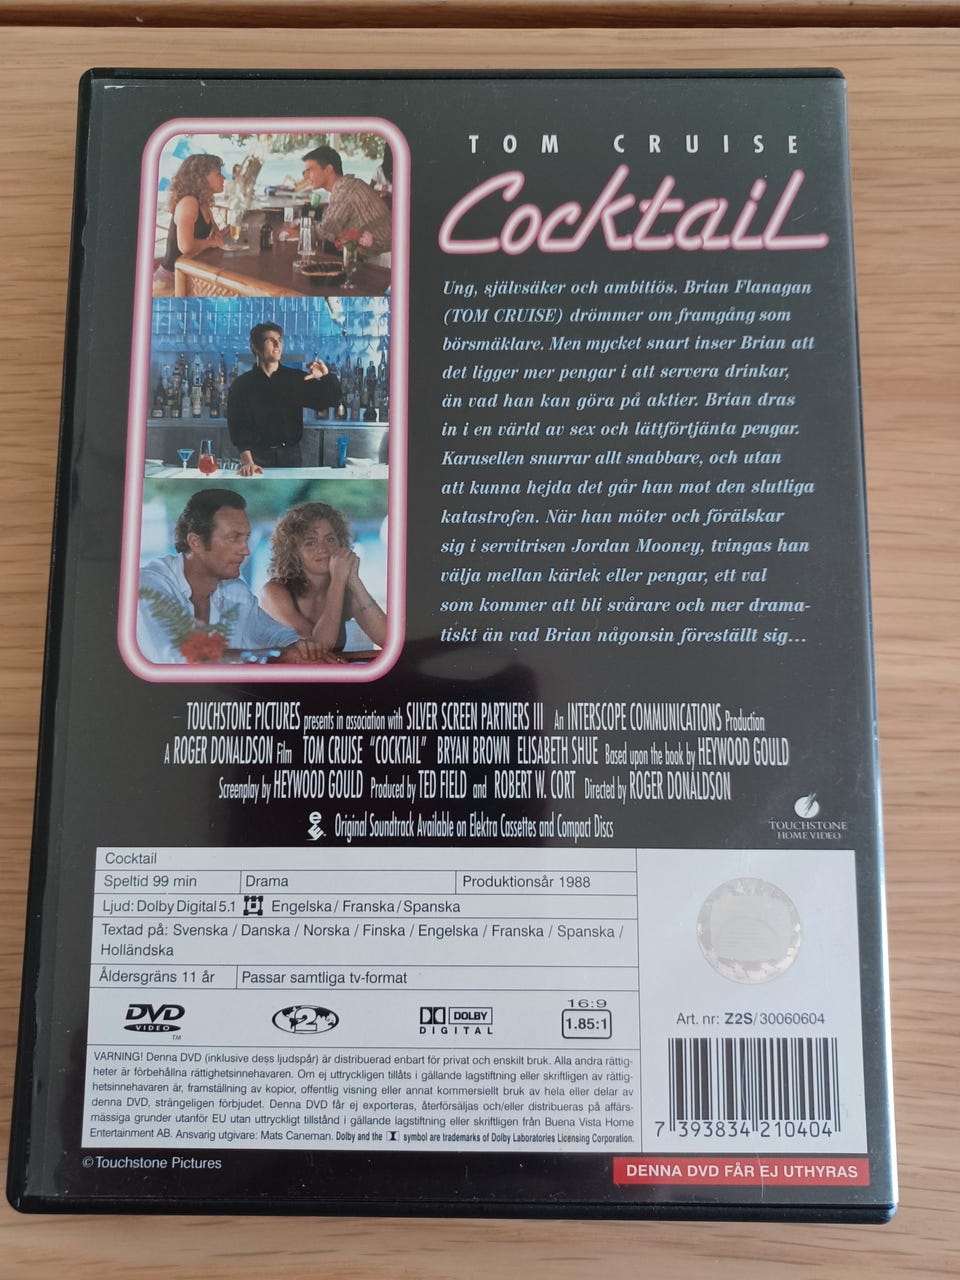 TOM CRUISE
Cocktail
Ung, självsäker och ambitiös. Brian Flanagan
(TOM CRUISE) drömmer om framgång som
börsmäklare. Men mycket snart inser Brian att
det ligger mer pengar i att servera drinkar,
än vad han kan göra på aktier. Brian dras
in i en värld av sex och lättförtjänta pengar.
Karusellen snurrar allt snabbare, och utan
att kunna hejda det går han mot den slutliga
katastrofen. När han möter och förälskar
sig i servitrisen Jordan Mooney, tvingas han
välja mellan kärlek eller pengar, ett val
som kommer att bli svårare och mer drama-
tiskt än vad Brian någonsin föreställt sig...
TOUCHSTONE PICTURES presents in association with SILVER SCREEN PARTNERS III An INTERSCOPE COMMUNICATIONS Production
A ROGER DONALDSON Film TOM CRUISE "COCKTAIL" BRYAN BROWN ELISABETH SHUE Based upon the book by HEYWOOD GOULD
Screenplay by HEYWOOD GOULD Produced by TED FIELD and ROBERT W. CORT Directed by ROGER DONALDSON
Original Soundtrack Available on Elektra Cassettes and Compact Discs
TOUCHSTONE
HOME VIDEO
Cocktail
Speltid 99 min Drama Produktionsår 1988
Ljud: Dolby Digital 5.1 Engelska/Franska/Spanska
Textad på: Svenska / Danska / Norska / Finska / Engelska / Franska / Spanska /
Holländska
Åldersgräns 11 år Passar samtliga tv-format
DVD
VIDEO
TM
2
DOLBY
DIGITAL
16:9
1.85:1
Art. nr: Z2S/30060604
VARNING! Denna DVD (inklusive dess ljudspår) är distribuerad enbart för privat och enskilt bruk. Alla andra rättig-
heter är förbehållna rättighetsinnehavaren. Om ej uttryckligen tillåts i gällande lagstiftning eller skriftligen av rättig-
hetsinnehavaren är, framställning av kopior, offentlig visning eller annat kommersiellt bruk av hela eller delar av
denna DVD, strängeligen förbjudet. Denna DVD får ej exporteras, återförsäljas och/eller distribueras på affärs-
mässiga grunder utanför EU utan uttryckligt tillstånd i gällande lagstiftning eller skriftligen från Buena Vista Home
Entertainment AB. Ansvarig utgivare: Mats Caneman. Dolby and the symbol are trademarks of Dolby Laboratories Licensing Corporation.
7 393834 210404
©Touchstone Pictures
DENNA DVD FÅR EJ UTHYRAS